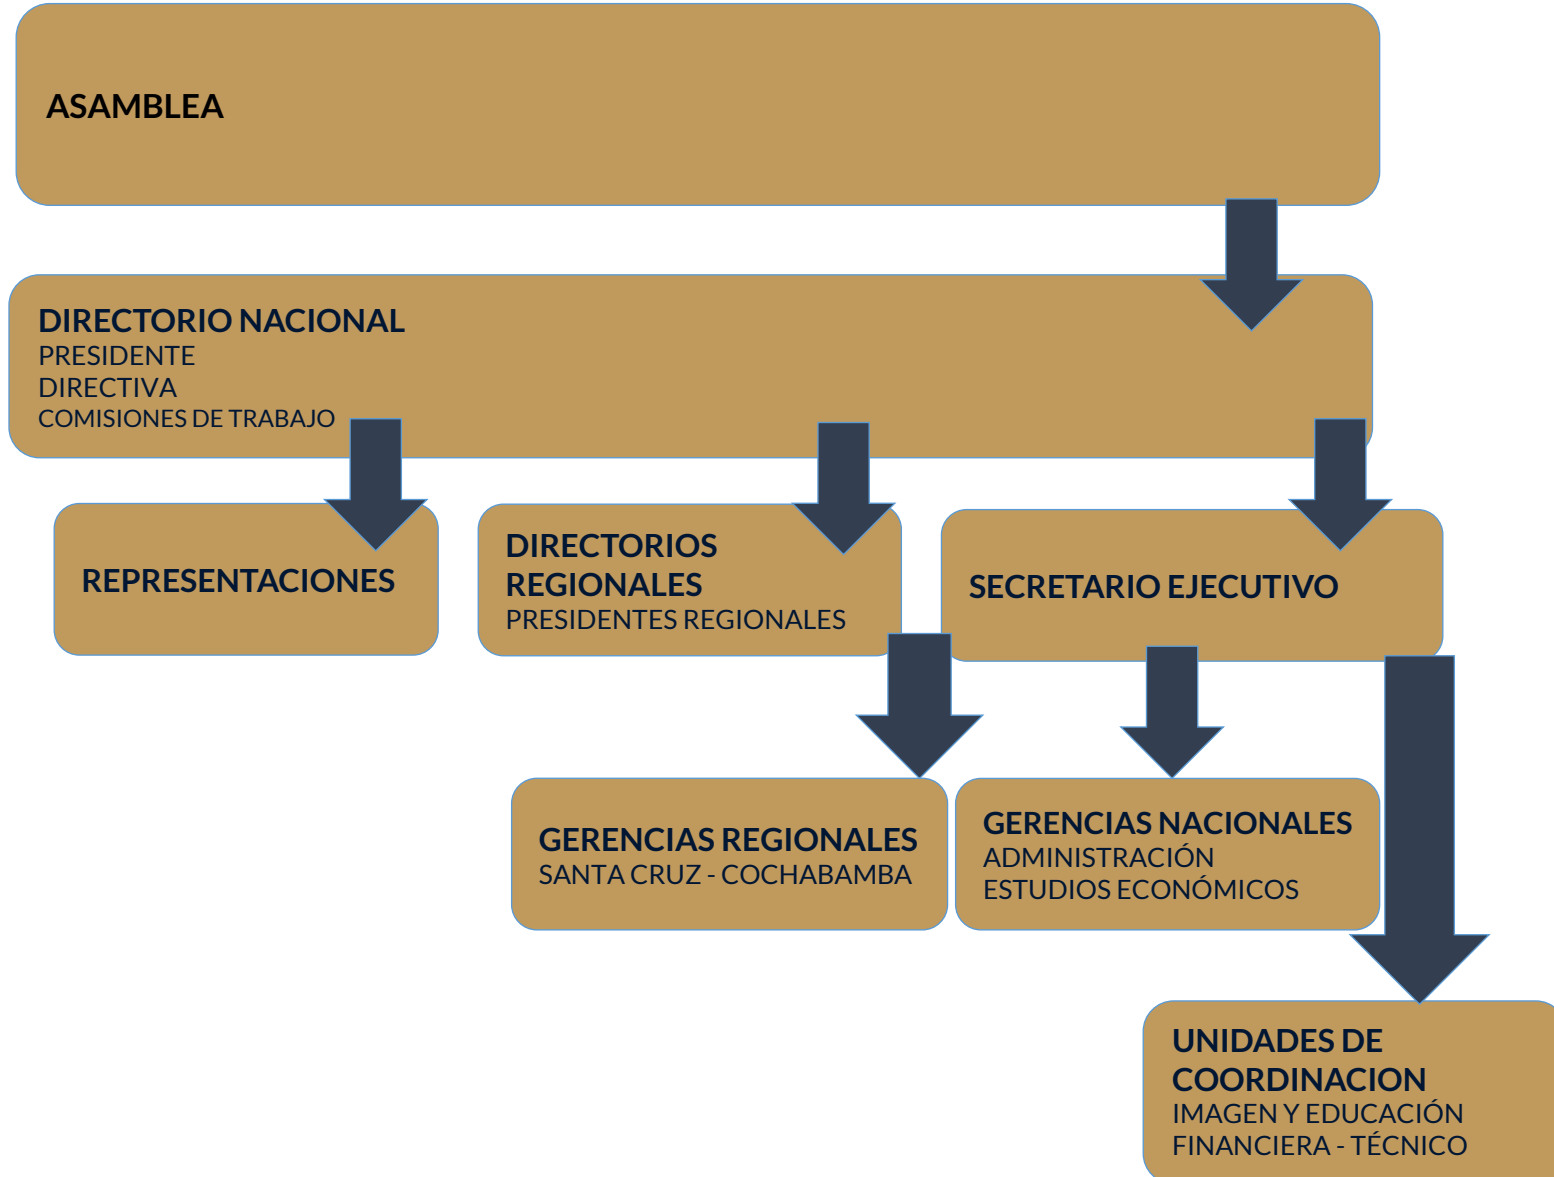 ASAMBLEA
DIRECTORIO NACIONAL
PRESIDENTE
DIRECTIVA
COMISIONES DE TRABAJO
REPRESENTACIONES
DIRECTORIOS
REGIONALES
PRESIDENTES REGIONALES
SECRETARIO EJECUTIVO
GERENCIAS REGIONALES
SANTA CRUZ - COCHABAMBA
GERENCIAS NACIONALES
ADMINISTRACIÓN
ESTUDIOS ECONÓMICOS
UNIDADES DE
COORDINACION
IMAGEN Y EDUCACIÓN
FINANCIERA - TÉCNICO